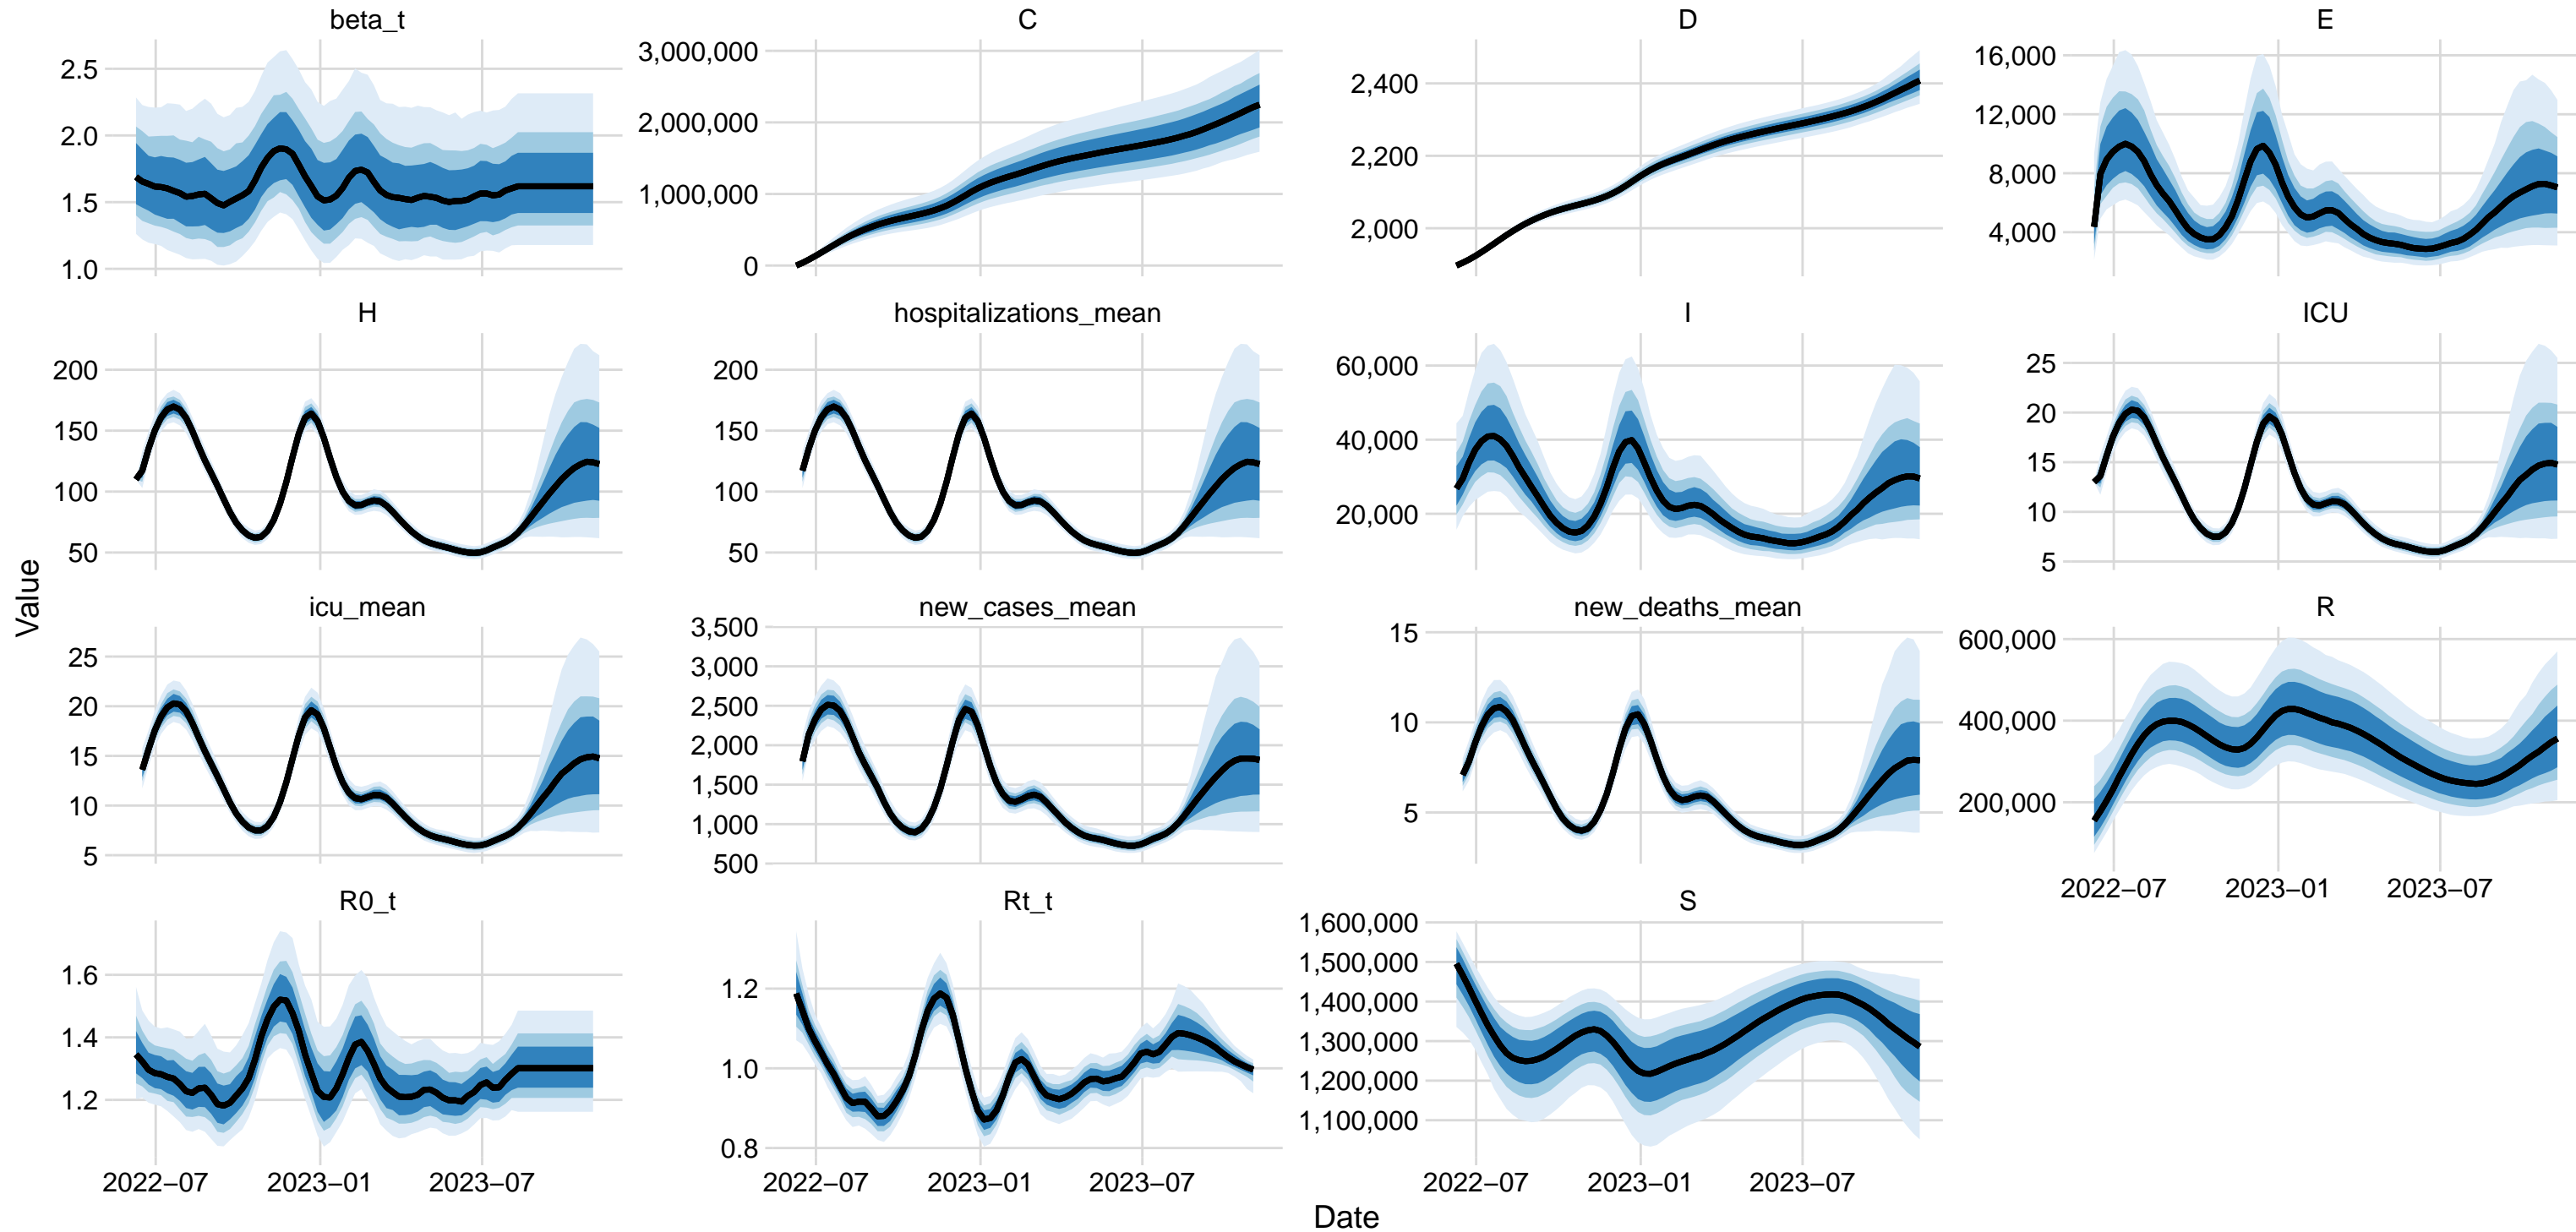 beta_t
C
D
E
2.5
2.0
1.5
1.0
3,000,000
2,000,000
1,000,000
0
2,400
2,200
2,000
16,000
12,000
8,000
4,000
H
hospitalizations_mean
I
ICU
200
150
100
50
200
150
100
50
60,000
40,000
20,000
25
20
15
10
5
Value
icu_mean
new_cases_mean
new_deaths_mean
R
25
20
15
10
5
3,500
3,000
2,500
2,000
1,500
1,000
500
15
10
5
600,000
400,000
200,000
2022−07 2023−01 2023−07
R0_t
Rt_t
S
1.6
1.4
1.2
1.2
1.0
0.8
1,600,000
1,500,000
1,400,000
1,300,000
1,200,000
1,100,000
2022−07 2023−01 2023−07
2022−07 2023−01 2023−07
2022−07 2023−01 2023−07
Date